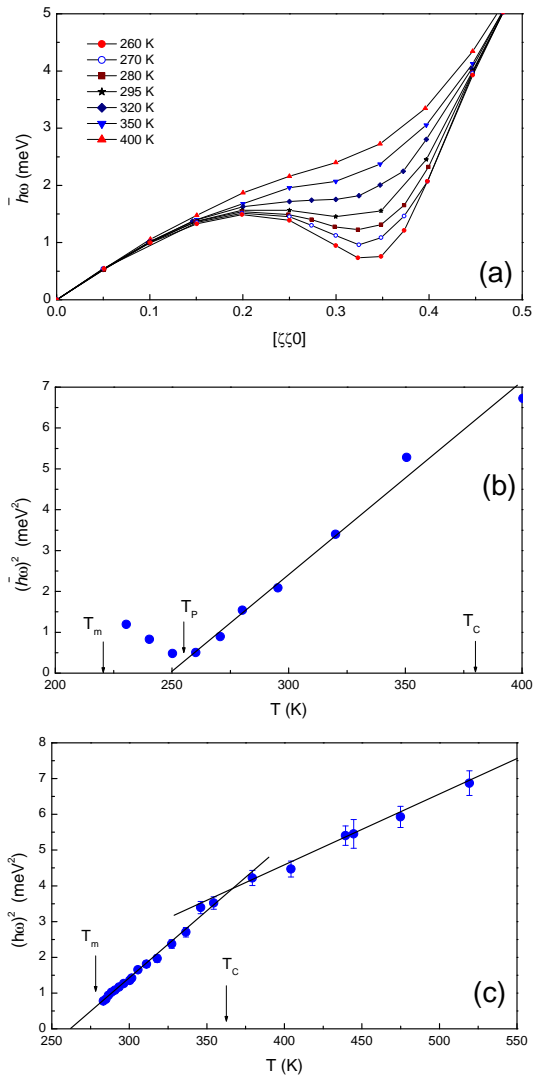 5
4
3
2
1
0
ħω (meV)
260 K
270 K
280 K
295 K
320 K
350 K
400 K
(a)
0.0 0.1 0.2 0.3 0.4 0.5
[ζζ0]
7
6
5
4
3
2
1
0
(ħω)² (meV²)
(b)
T_m
T_P
T_C
200 250 300 350 400
T (K)
8
7
6
5
4
3
2
1
0
(ħω)² (meV²)
T_m
T_C
(c)
250 300 350 400 450 500 550
T (K)